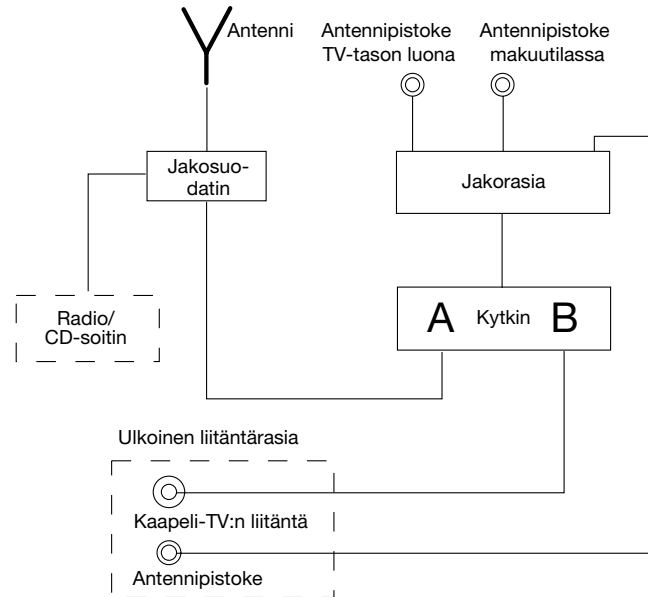 Antenni
Antennipistoke
TV-tason luona
Antennipistoke
makuutilassa
Jakosuo-
datin
Jakorasia
Radio/
CD-soitin
A Kytkin B
Ulkoinen liitäntärasia
Kaapeli-TV:n liitäntä
Antennipistoke